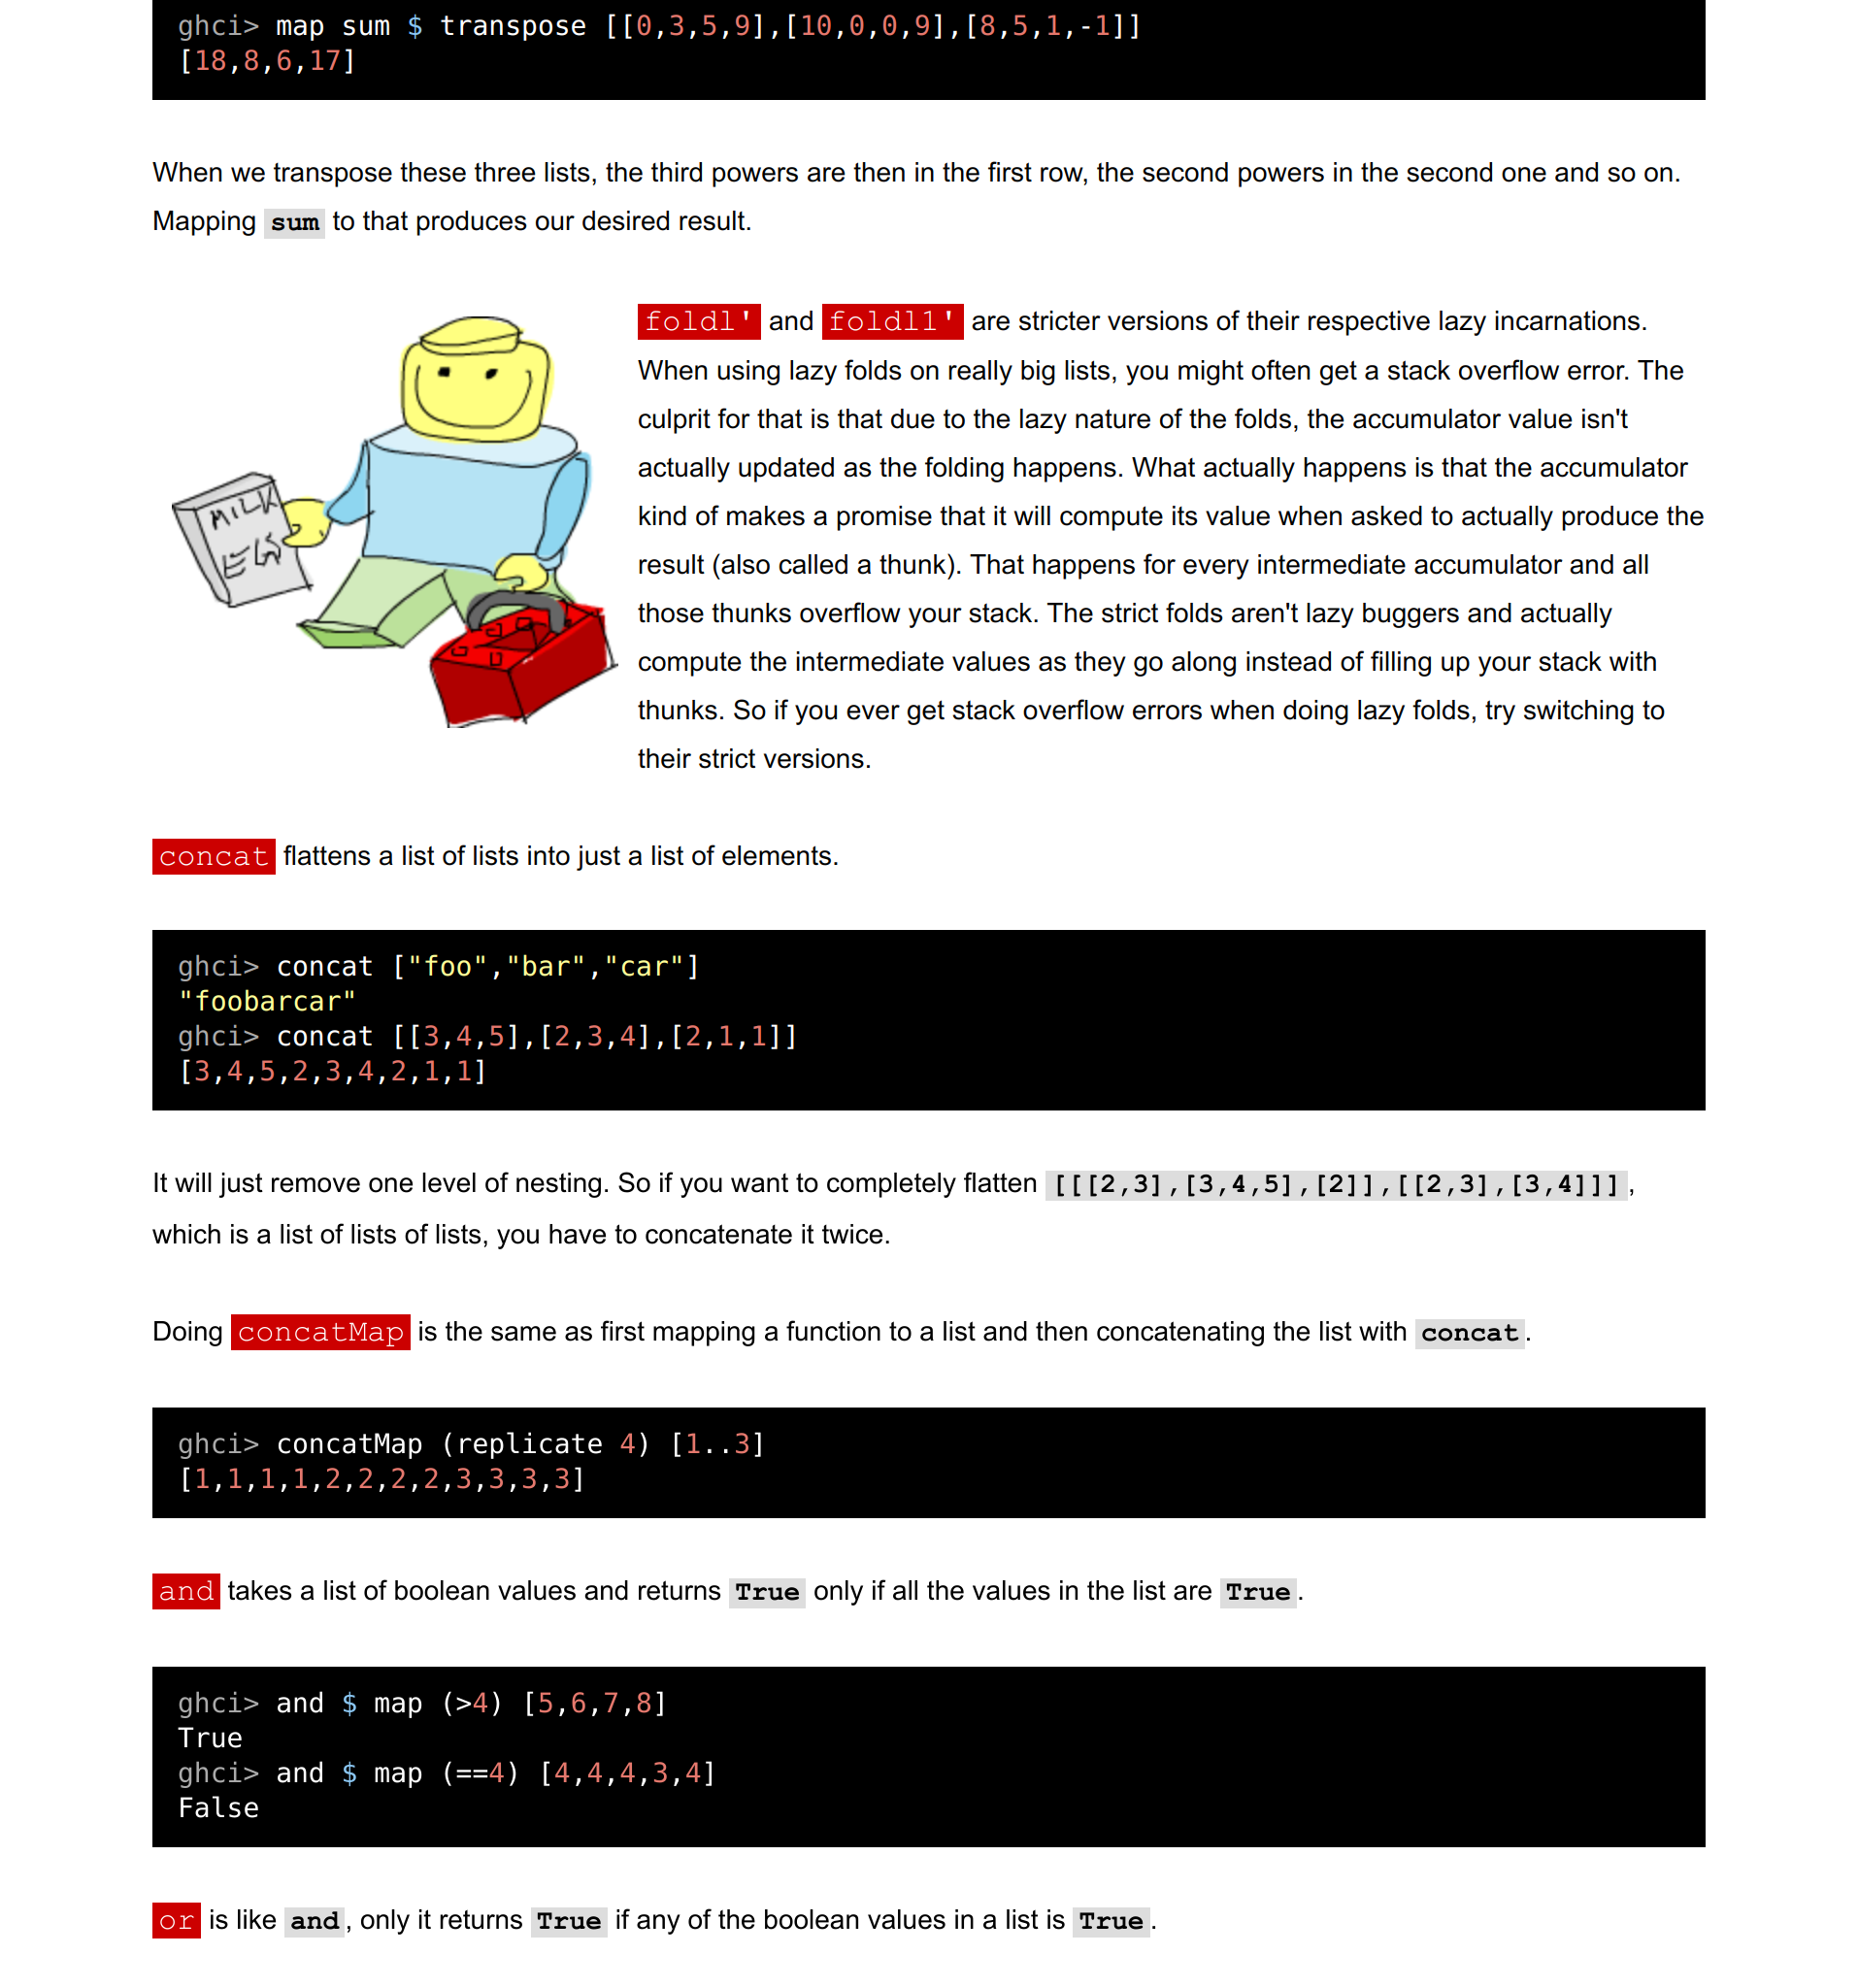 ghci> map sum $ transpose [[0,3,5,9],[10,0,0,9],[8,5,1,-1]]
[18,8,6,17]
When we transpose these three lists, the third powers are then in the first row, the second powers in the second one and so on.
Mapping sum to that produces our desired result.
MILK
EGS
foldl' and foldl1' are stricter versions of their respective lazy incarnations.
When using lazy folds on really big lists, you might often get a stack overflow error. The
culprit for that is that due to the lazy nature of the folds, the accumulator value isn't
actually updated as the folding happens. What actually happens is that the accumulator
kind of makes a promise that it will compute its value when asked to actually produce the
result (also called a thunk). That happens for every intermediate accumulator and all
those thunks overflow your stack. The strict folds aren't lazy buggers and actually
compute the intermediate values as they go along instead of filling up your stack with
thunks. So if you ever get stack overflow errors when doing lazy folds, try switching to
their strict versions.
concat flattens a list of lists into just a list of elements.
ghci> concat ["foo","bar","car"]
"foobarcar"
ghci> concat [[3,4,5],[2,3,4],[2,1,1]]
[3,4,5,2,3,4,2,1,1]
It will just remove one level of nesting. So if you want to completely flatten [[[2,3],[3,4,5],[2]],[[2,3],[3,4]]],
which is a list of lists of lists, you have to concatenate it twice.
Doing concatMap is the same as first mapping a function to a list and then concatenating the list with concat.
ghci> concatMap (replicate 4) [1..3]
[1,1,1,1,2,2,2,2,3,3,3,3]
and takes a list of boolean values and returns True only if all the values in the list are True.
ghci> and $ map (>4) [5,6,7,8]
True
ghci> and $ map (==4) [4,4,4,3,4]
False
or is like and, only it returns True if any of the boolean values in a list is True.